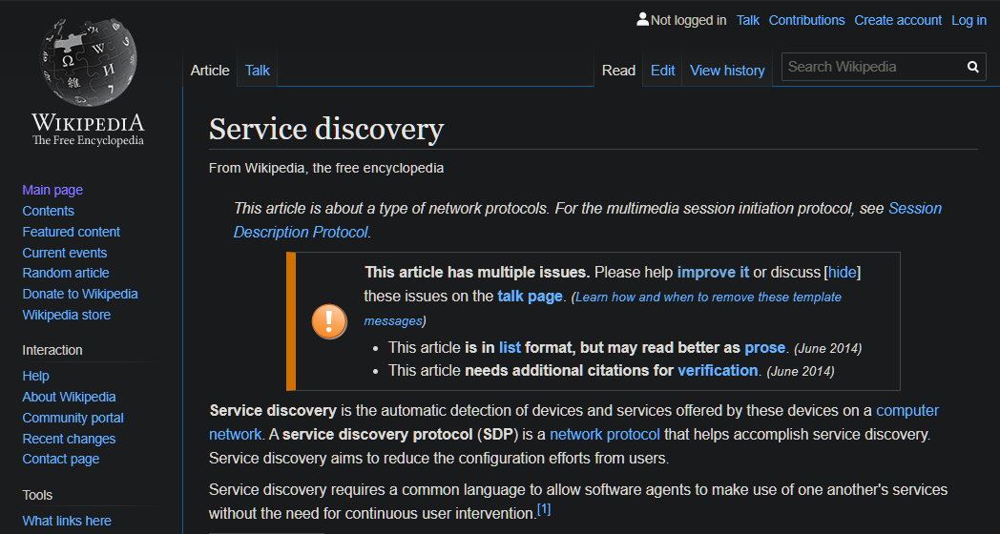 Not logged in Talk Contributions Create account Log in
Article Talk Read Edit View history Search Wikipedia
Ω W И 維 7
WIKIPEDIA
The Free Encyclopedia
Main page
Contents
Featured content
Current events
Random article
Donate to Wikipedia
Wikipedia store
Interaction
Help
About Wikipedia
Community portal
Recent changes
Contact page
Tools
What links here
Service discovery
From Wikipedia, the free encyclopedia
This article is about a type of network protocols. For the multimedia session initiation protocol, see Session
Description Protocol.
This article has multiple issues. Please help improve it or discuss [hide]
these issues on the talk page. (Learn how and when to remove these template
messages)
• This article is in list format, but may read better as prose. (June 2014)
• This article needs additional citations for verification. (June 2014)
Service discovery is the automatic detection of devices and services offered by these devices on a computer
network. A service discovery protocol (SDP) is a network protocol that helps accomplish service discovery.
Service discovery aims to reduce the configuration efforts from users.
Service discovery requires a common language to allow software agents to make use of one another's services
without the need for continuous user intervention.[1]